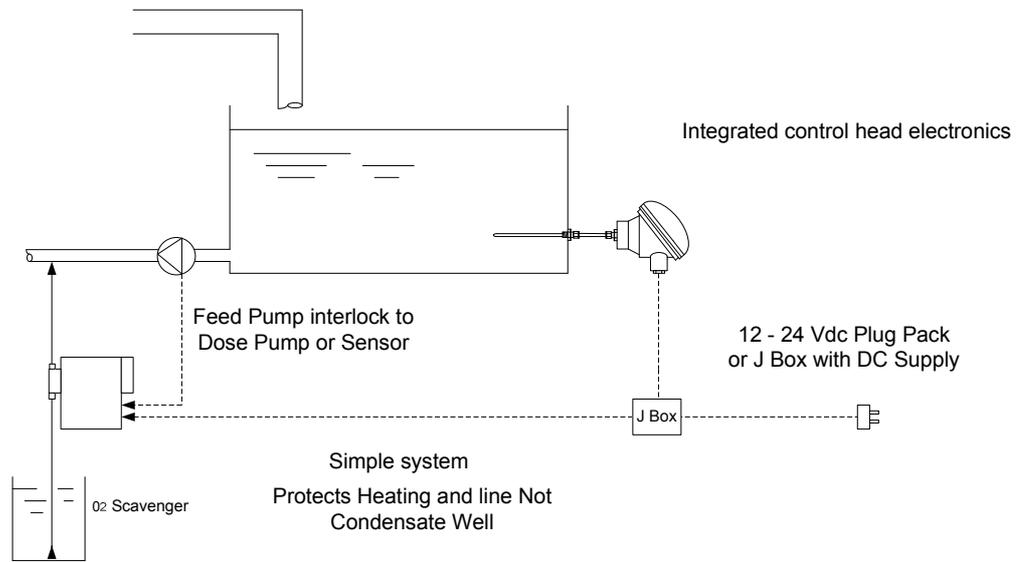 Integrated control head electronics
Feed Pump interlock to
Dose Pump or Sensor
12 - 24 Vdc Plug Pack
or J Box with DC Supply
J Box
Simple system
Protects Heating and line Not
Condensate Well
02 Scavenger